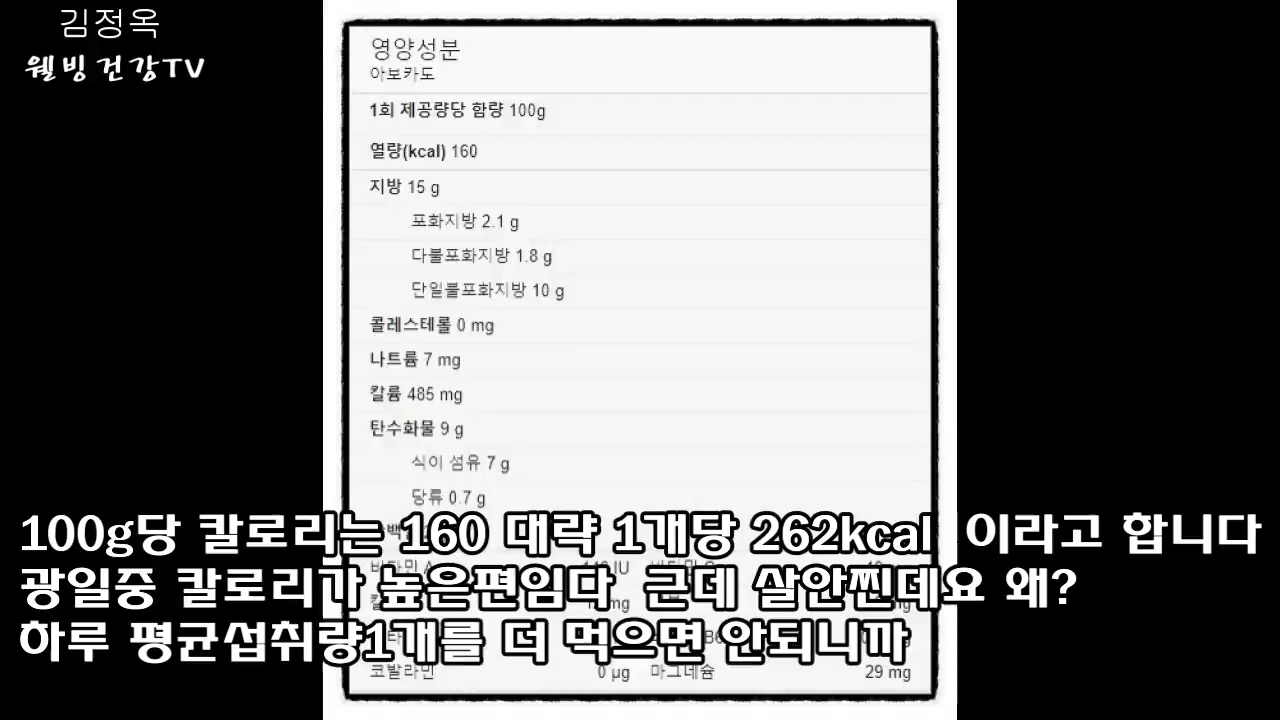 김정옥
웰빙건강TV
영양성분
아보카도
1회 제공량당 함량 100g
열량(kcal) 160
지방 15 g
포화지방 2.1 g
다불포화지방 1.8 g
단일불포화지방 10 g
콜레스테롤 0 mg
나트륨 7 mg
칼륨 485 mg
탄수화물 9 g
식이 섬유 7 g
당류 0.7 g
100g당 칼로리는 160 대략 1개당 262kcal 이라고 합니다
광일중 칼로리가 높은편임다 근데 살안찐데요 왜?
하루 평균섭취량1개를 더 먹으면 안되니까
코발라민 0 μg 마그네슘 29 mg